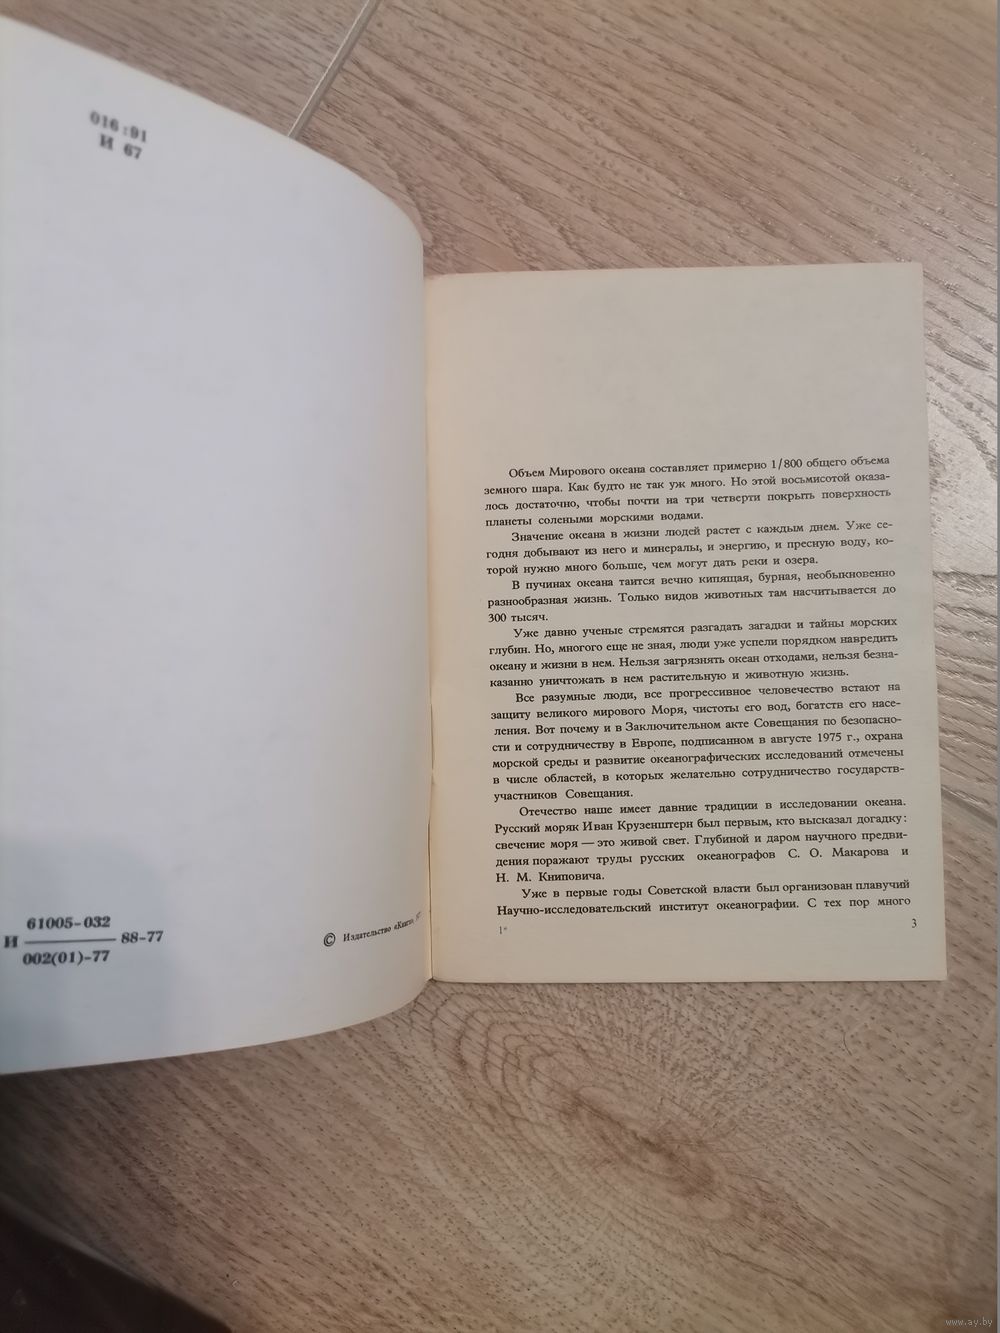 016:91
И 67
61005-032
И 88-77
002(01)-77
© Издательство «Книга»,
Объем Мирового океана составляет примерно 1/800 общего объема
земного шара. Как будто не так уж много. Но этой восьмисотой оказа-
лось достаточно, чтобы почти на три четверти покрыть поверхность
планеты солеными морскими водами.
Значение океана в жизни людей растет с каждым днем. Уже се-
годня добывают из него и минералы, и энергию, и пресную воду, ко-
торой нужно много больше, чем могут дать реки и озера.
В пучинах океана таится вечно кипящая, бурная, необыкновенно
разнообразная жизнь. Только видов животных там насчитывается до
300 тысяч.
Уже давно ученые стремятся разгадать загадки и тайны морских
глубин. Но, многого еще не зная, люди уже успели порядком навредить
океану и жизни в нем. Нельзя загрязнять океан отходами, нельзя безна-
казанно уничтожать в нем растительную и животную жизнь.
Все разумные люди, все прогрессивное человечество встают на
защиту великого мирового Моря, чистоты его вод, богатств его насе-
ления. Вот почему и в Заключительном акте Совещания по безопасно-
сти и сотрудничеству в Европе, подписанном в августе 1975 г., охрана
морской среды и развитие океанографических исследований отмечены
в числе областей, в которых желательно сотрудничество государств-
участников Совещания.
Отечество наше имеет давние традиции в исследовании океана.
Русский моряк Иван Крузенштерн был первым, кто высказал догадку:
свечение моря — это живой свет. Глубиной и даром научного предви-
дения поражают труды русских океанографов С. О. Макарова и
Н. М. Книповича.
Уже в первые годы Советской власти был организован плавучий
Научно-исследовательский институт океанографии. С тех пор много
1*
3
www.ay.by